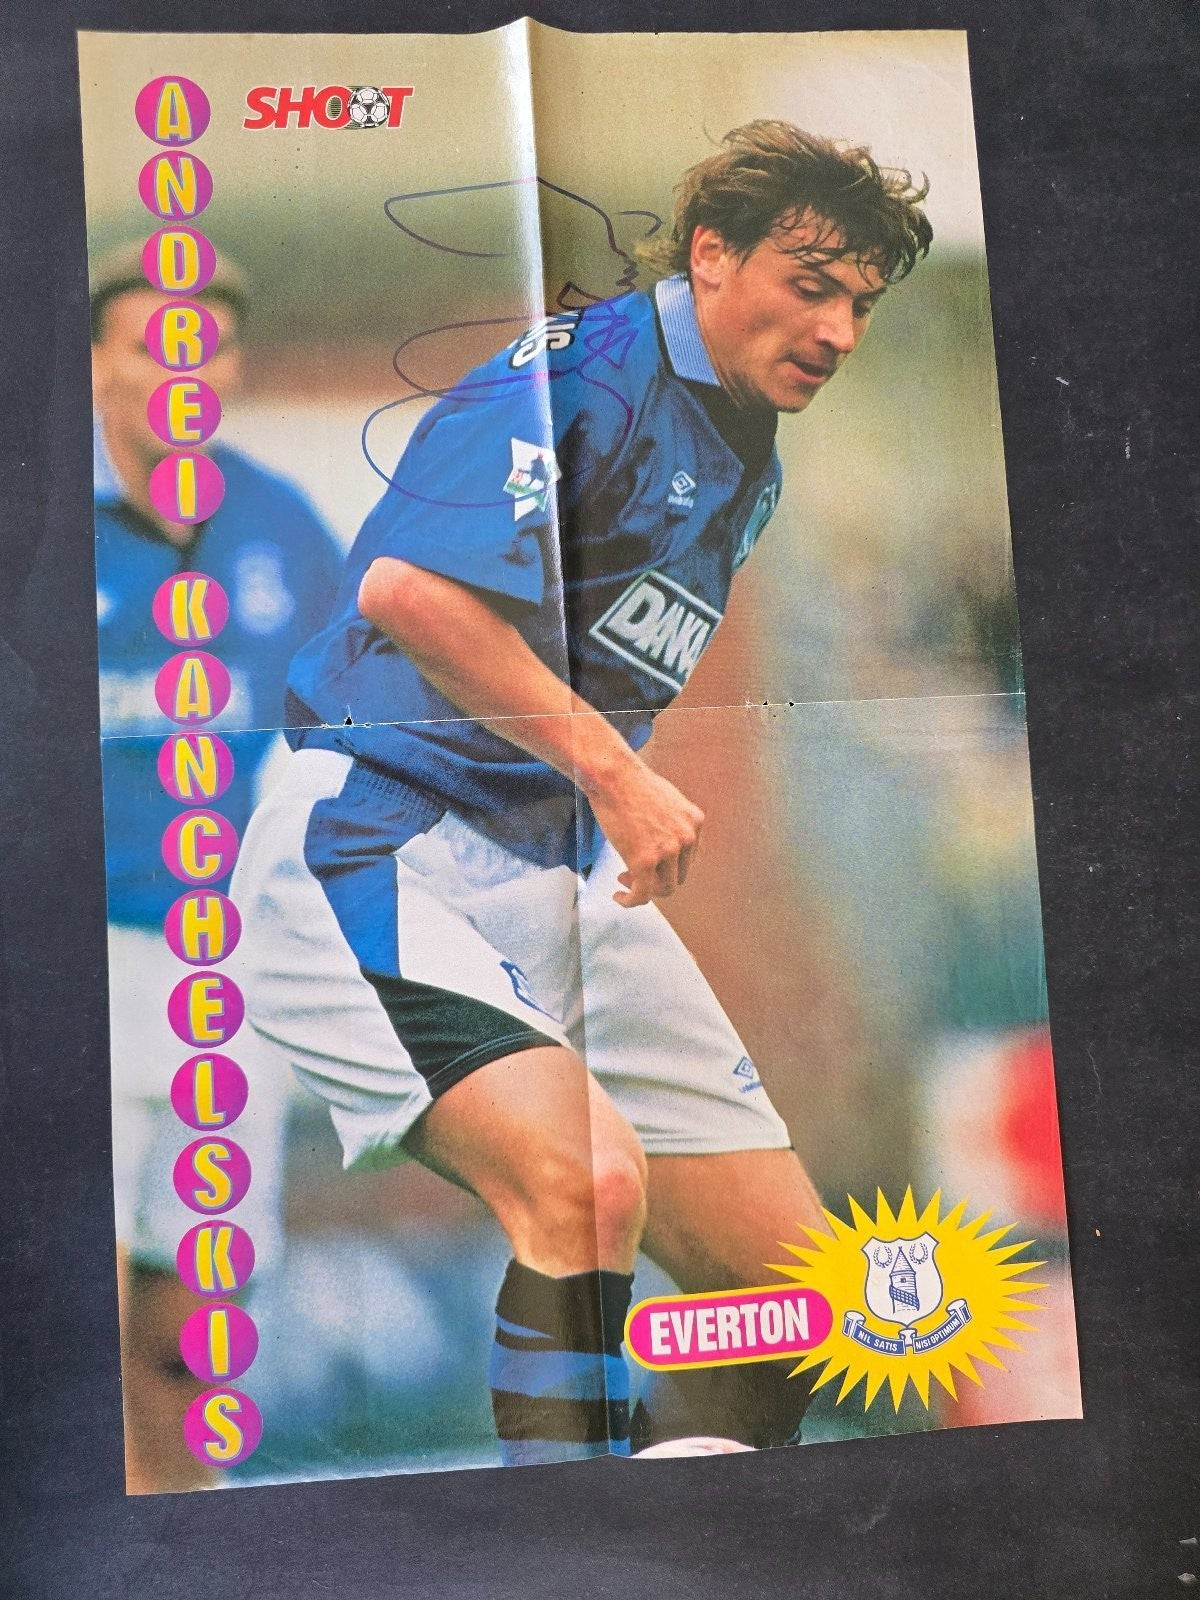 ANDREI KANCHELSKIS
SHOOT
DANKA
EVERTON
NIL SATIS NISI OPTIMUM